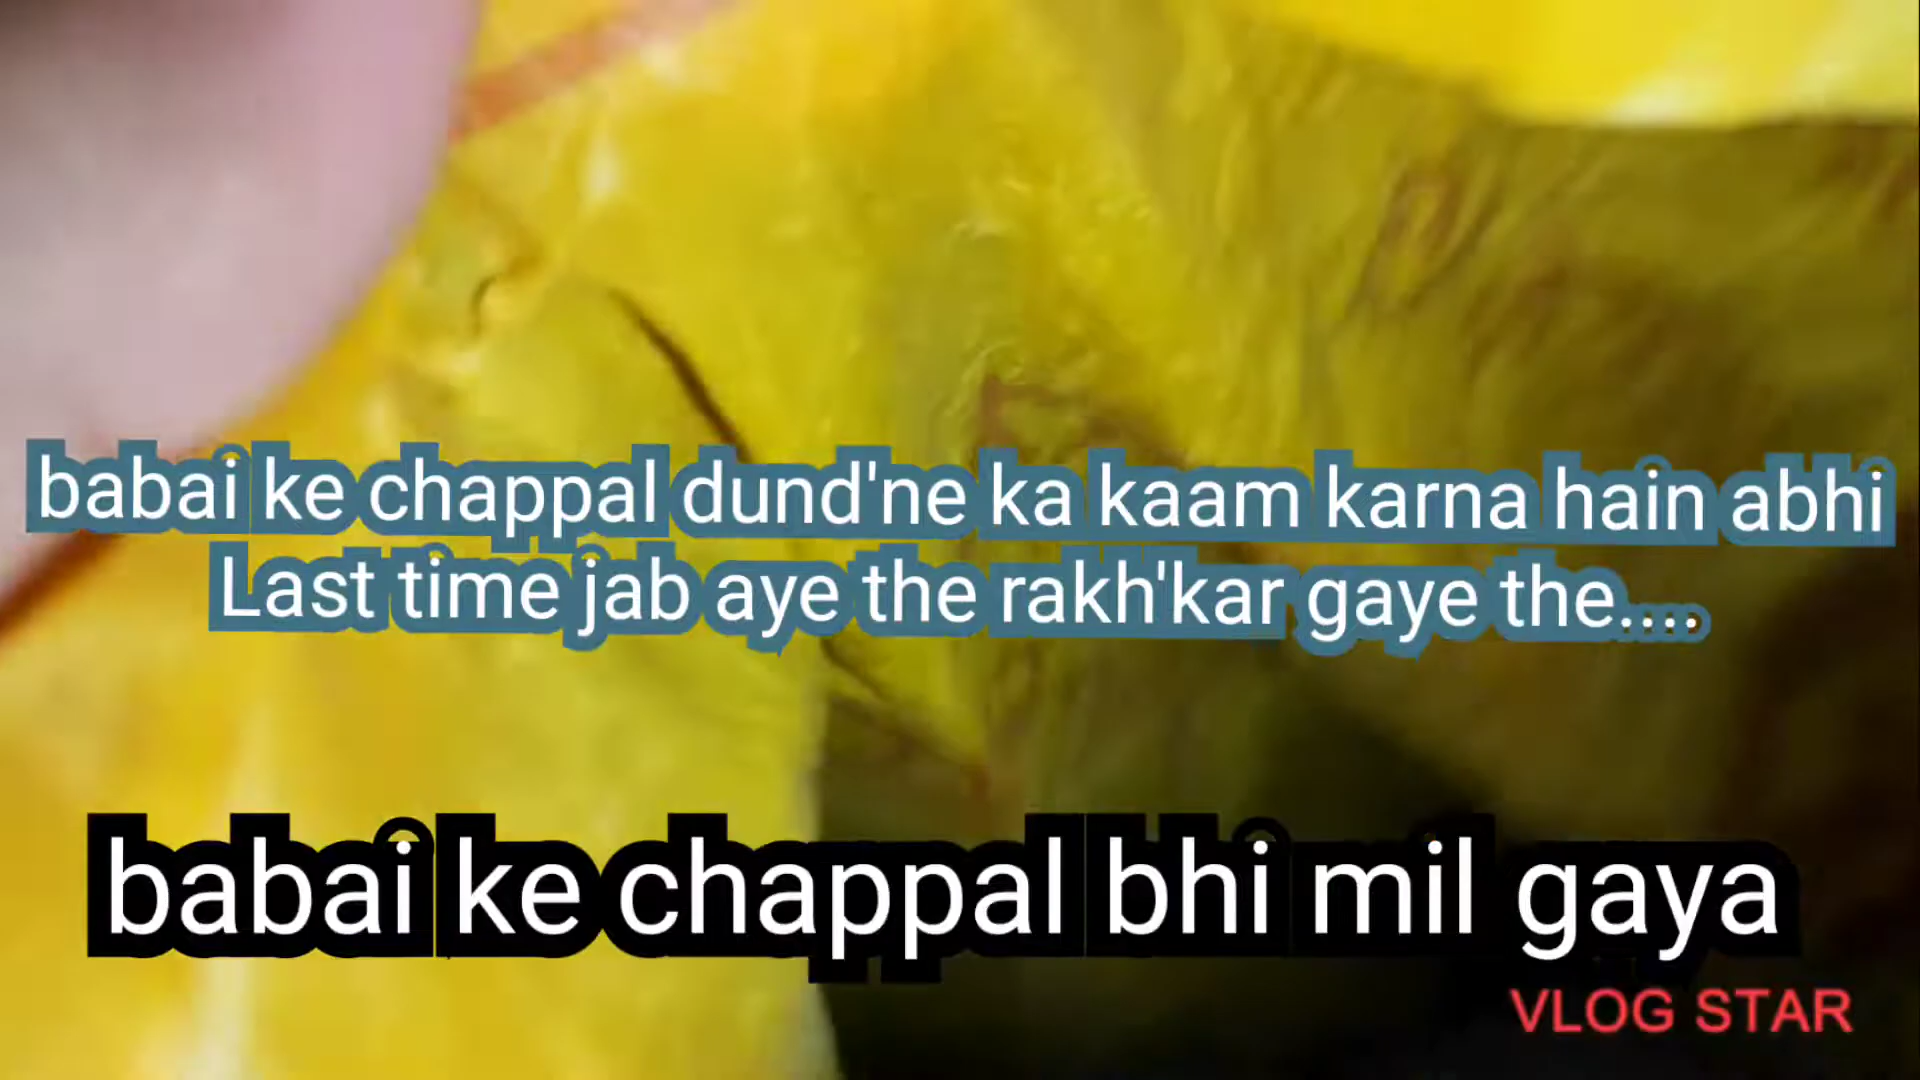 babai ke chappal dund'ne ka kaam karna hain abhi
Last time jab aye the rakh'kar gaye the....
babai ke chappal bhi mil gaya
VLOG STAR